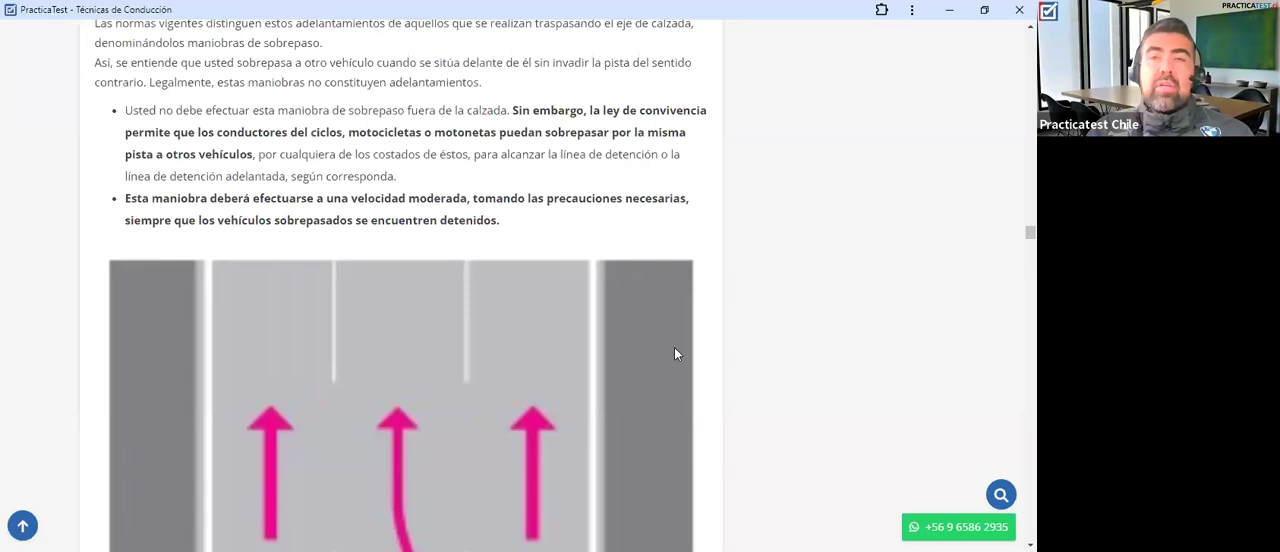 PracticaTest - Técnicas de Conducción
Las normas vigentes distinguen estos adelantamientos de aquellos que se realizan traspasando el eje de calzada,
denominándolos maniobras de sobrepaso.
Así, se entiende que usted sobrepasa a otro vehículo cuando se sitúa delante de él sin invadir la pista del sentido
contrario. Legalmente, estas maniobras no constituyen adelantamientos.
• Usted no debe efectuar esta maniobra de sobrepaso fuera de la calzada. Sin embargo, la ley de convivencia
permite que los conductores del ciclos, motocicletas o motonetas puedan sobrepasar por la misma
pista a otros vehículos, por cualquiera de los costados de éstos, para alcanzar la línea de detención o la
línea de detención adelantada, según corresponda.
• Esta maniobra deberá efectuarse a una velocidad moderada, tomando las precauciones necesarias,
siempre que los vehículos sobrepasados se encuentren detenidos.
+56 9 6586 2935
PRACTICATEST
Practicatest Chile